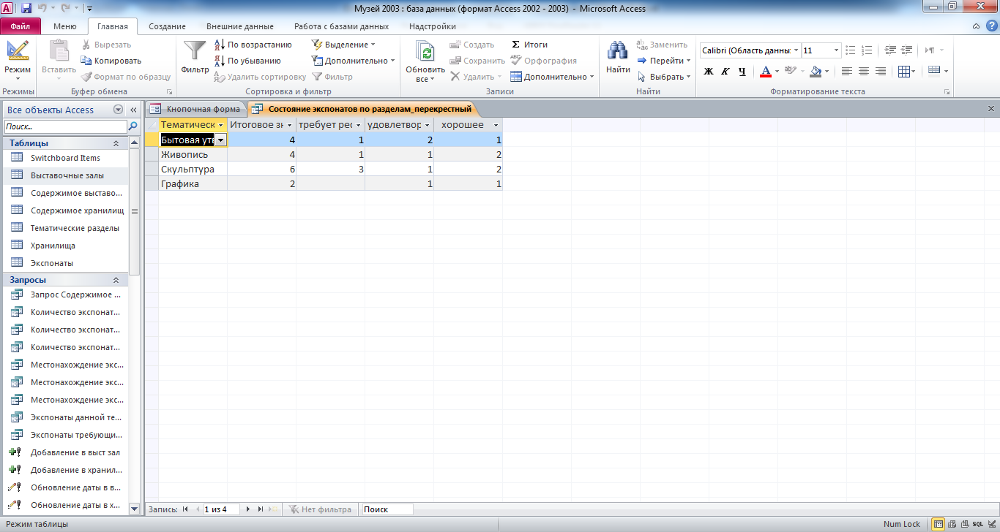 Музей 2003 : база данных (формат Access 2002 - 2003) - Microsoft Access
Файл Меню Главная Создание Внешние данные Работа с базами данных Надстройки
Режим
Режимы
Вставить
Вырезать
Копировать
Формат по образцу
Буфер обмена
Фильтр
По возрастанию
По убыванию
Удалить сортировку
Выделение
Дополнительно
Фильтр
Сортировка и фильтр
Обновить все
Создать
Сохранить
Удалить
Итоги
Орфография
Дополнительно
Записи
Найти
Заменить
Перейти
Выбрать
Найти
Calibri (Область данных 11
Ж К Ч
Форматирование текста
Все объекты Access
Поиск...
Таблицы
Switchboard Items
Выставочные залы
Содержимое выставо...
Содержимое хранилищ
Тематические разделы
Хранилища
Экспонаты
Запросы
Запрос Содержимое ...
Количество экспонат...
Количество экспонат...
Количество экспонат...
Местонахождение экс...
Местонахождение экс...
Местонахождение экс...
Экспонаты данной те...
Экспонаты требующи...
Добавление в выст зал
Добавление в хранил...
Обновление даты в в...
Обновление даты в х...
Кнопочная форма Состояние экспонатов по разделам_перекрестный
Тематическ Итоговое зн требует рес удовлетвор хорошее
Бытовая утв 4 1 2 1
Живопись 4 1 1 2
Скульптура 6 3 1 2
Графика 2 1 1
Запись: 1 из 4 Нет фильтра Поиск
Режим таблицы Num Lock SQL